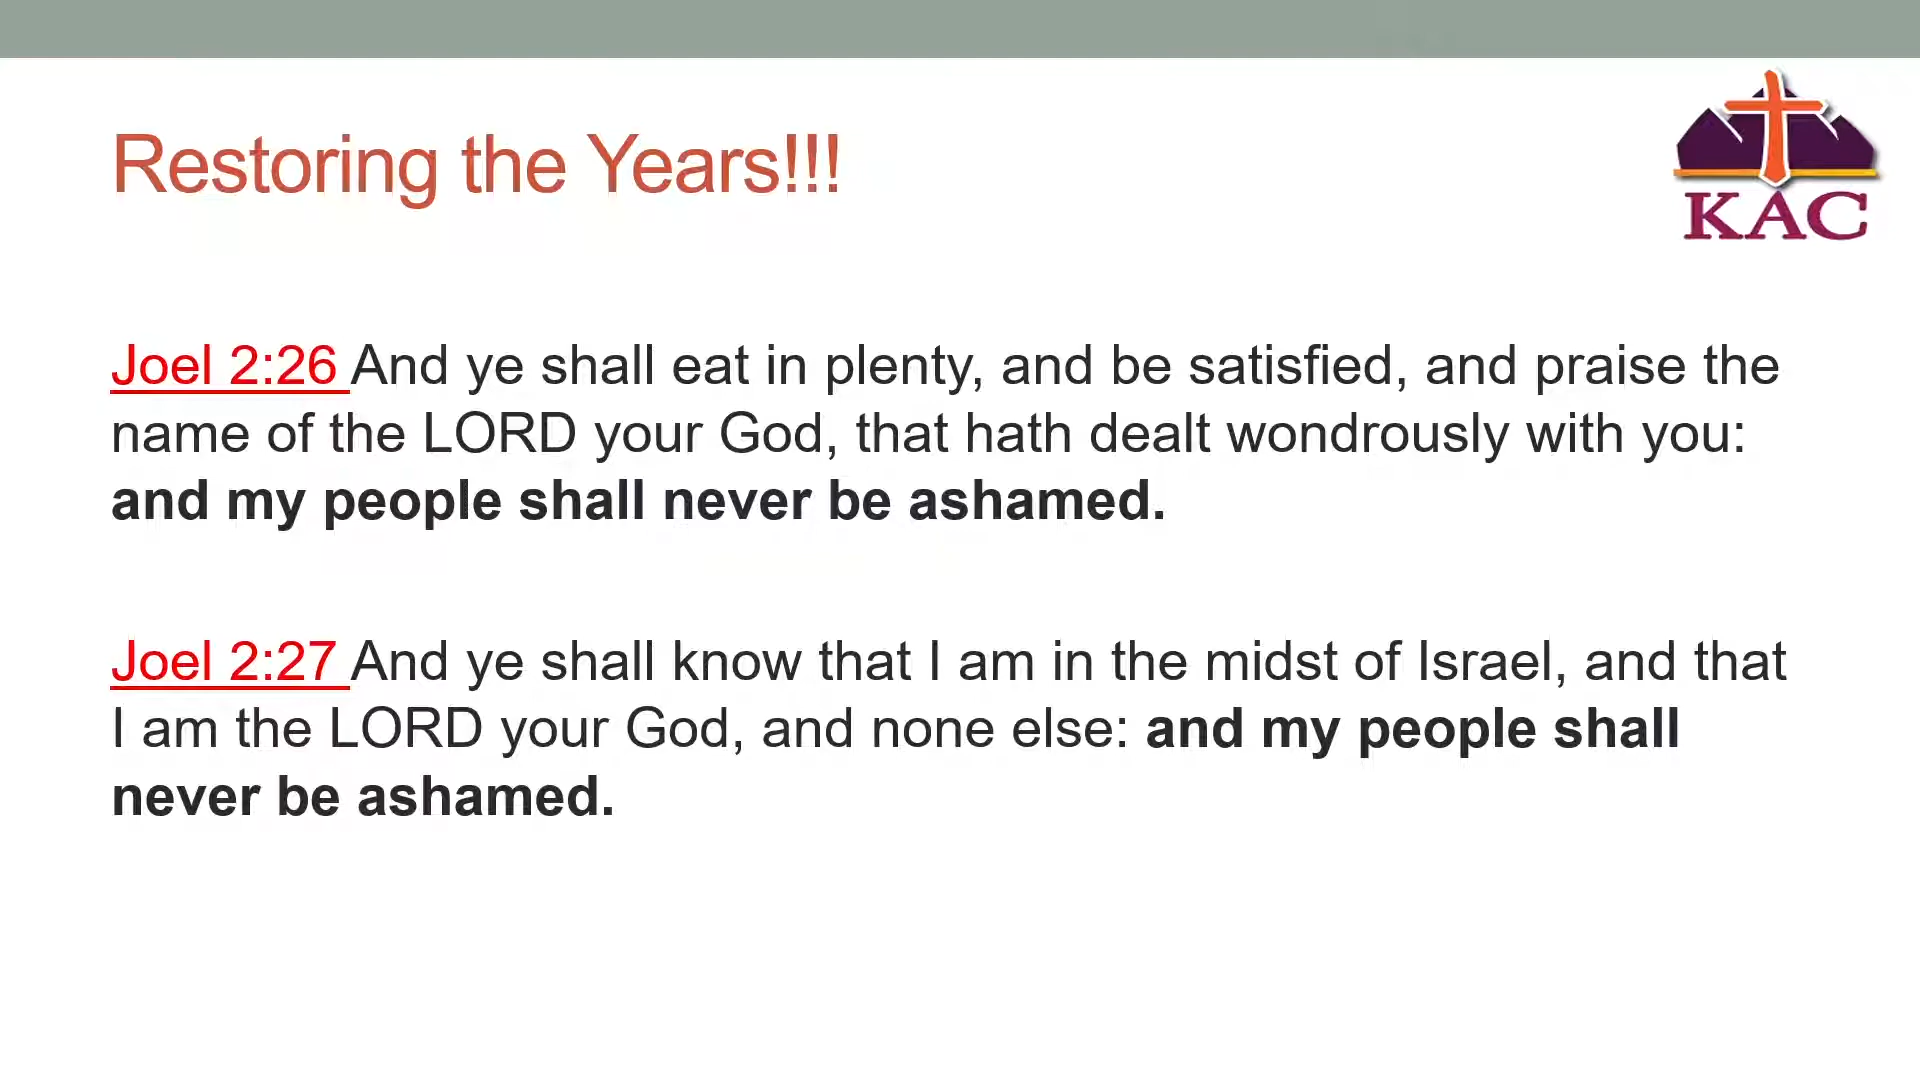 Restoring the Years!!!
KAC
Joel 2:26 And ye shall eat in plenty, and be satisfied, and praise the
name of the LORD your God, that hath dealt wondrously with you:
and my people shall never be ashamed.
Joel 2:27 And ye shall know that I am in the midst of Israel, and that
I am the LORD your God, and none else: and my people shall
never be ashamed.